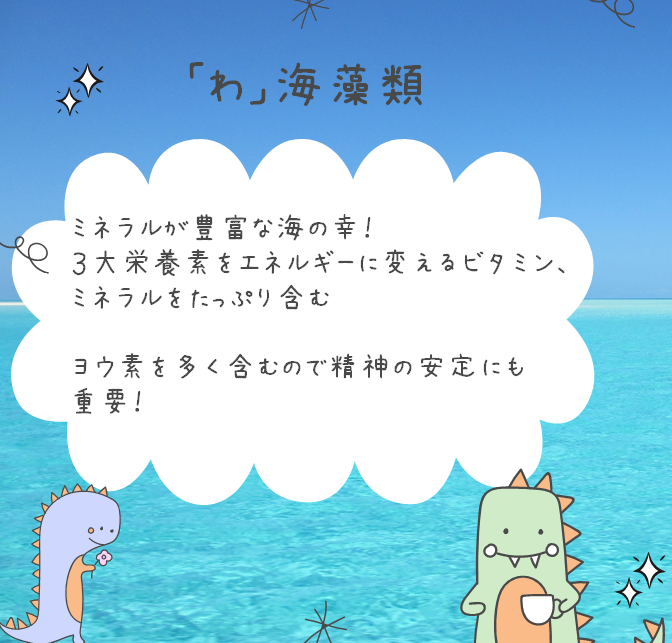 「わ」海藻類
ミネラルが豊富な海の幸!
3大栄養素をエネルギーに変えるビタミン、
ミネラルをたっぷり含む
ヨウ素を多く含むので精神の安定にも
重要!